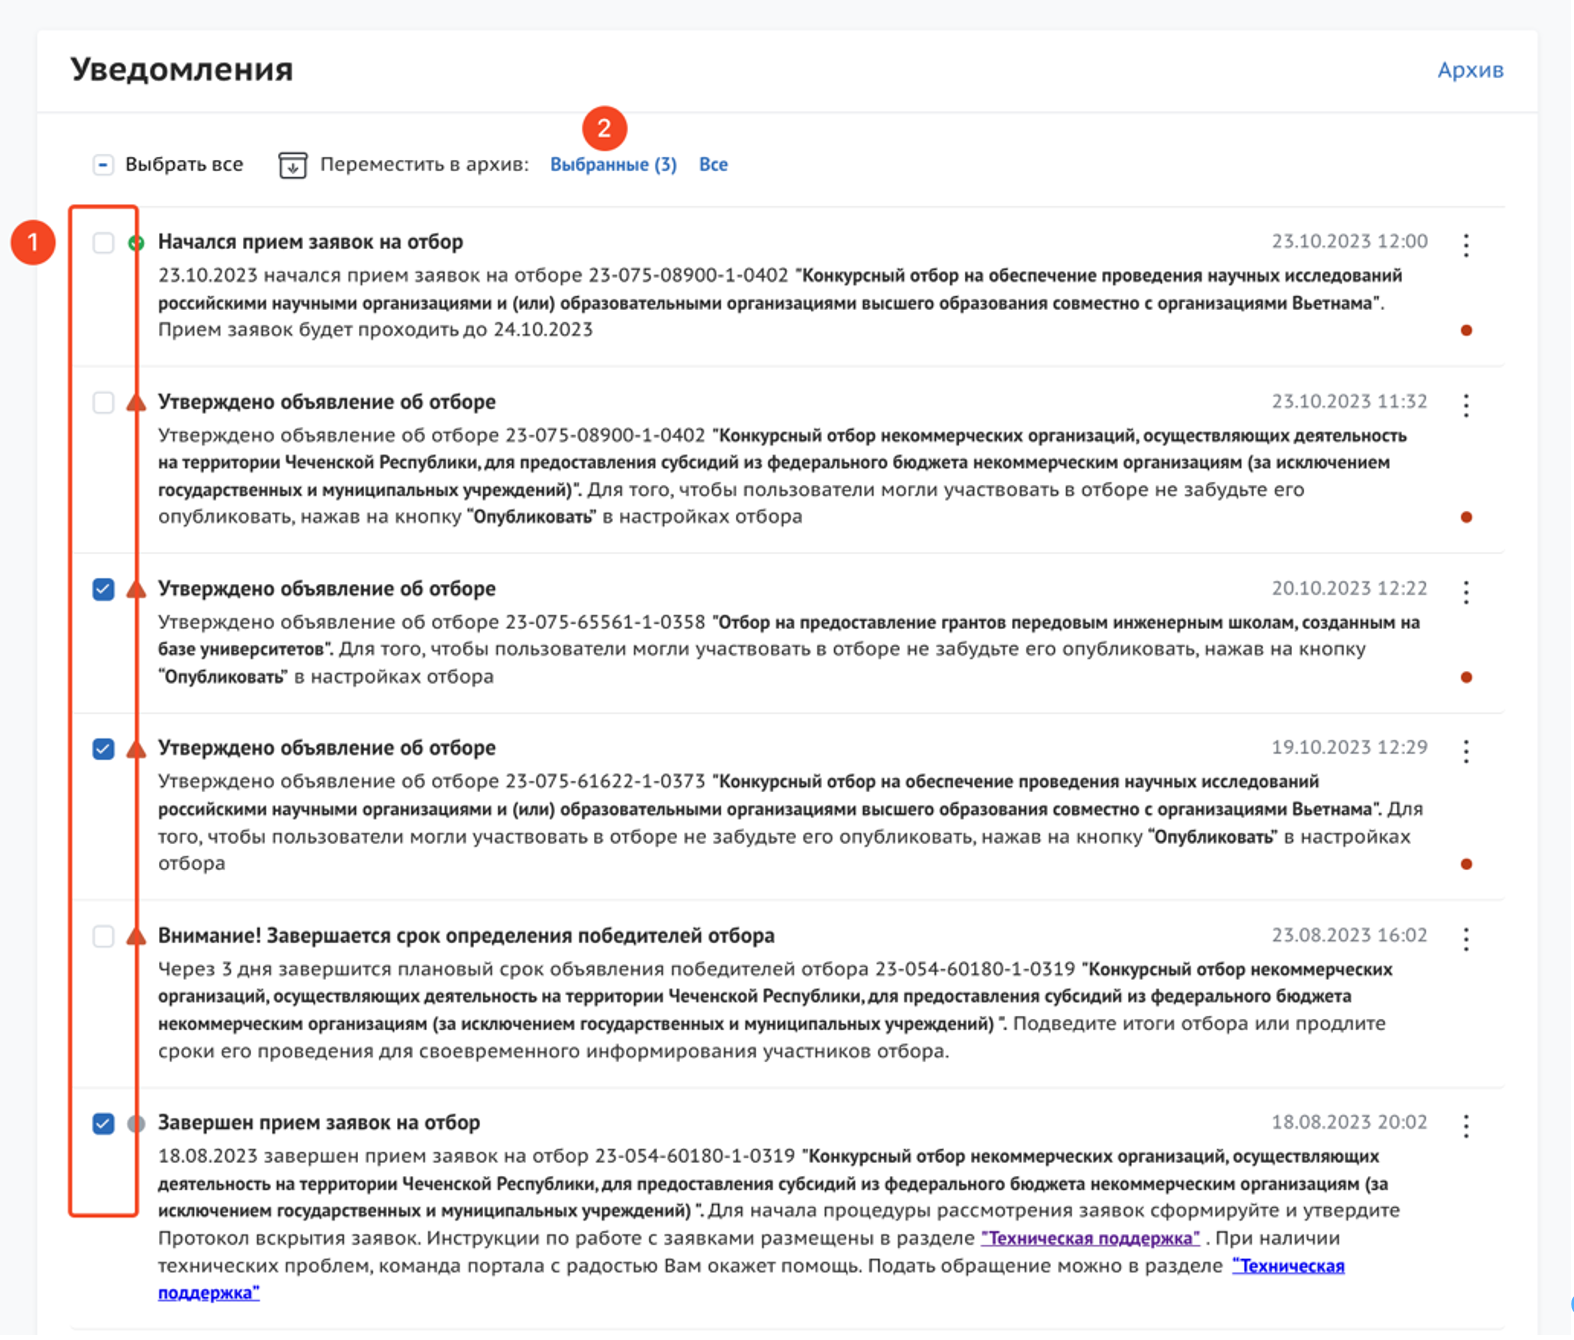 Уведомления
Архив
2
Выбрать все Переместить в архив: Выбранные (3) Все
1
Начался прием заявок на отбор 23.10.2023 12:00
23.10.2023 начался прием заявок на отборе 23-075-08900-1-0402 "Конкурсный отбор на обеспечение проведения научных исследований
российскими научными организациями и (или) образовательными организациями высшего образования совместно с организациями Вьетнама".
Прием заявок будет проходить до 24.10.2023
Утверждено объявление об отборе 23.10.2023 11:32
Утверждено объявление об отборе 23-075-08900-1-0402 "Конкурсный отбор некоммерческих организаций, осуществляющих деятельность
на территории Чеченской Республики, для предоставления субсидий из федерального бюджета некоммерческим организациям (за исключением
государственных и муниципальных учреждений)". Для того, чтобы пользователи могли участвовать в отборе не забудьте его
опубликовать, нажав на кнопку “Опубликовать” в настройках отбора
Утверждено объявление об отборе 20.10.2023 12:22
Утверждено объявление об отборе 23-075-65561-1-0358 "Отбор на предоставление грантов передовым инженерным школам, созданным на
базе университетов". Для того, чтобы пользователи могли участвовать в отборе не забудьте его опубликовать, нажав на кнопку
“Опубликовать” в настройках отбора
Утверждено объявление об отборе 19.10.2023 12:29
Утверждено объявление об отборе 23-075-61622-1-0373 "Конкурсный отбор на обеспечение проведения научных исследований
российскими научными организациями и (или) образовательными организациями высшего образования совместно с организациями Вьетнама". Для
того, чтобы пользователи могли участвовать в отборе не забудьте его опубликовать, нажав на кнопку “Опубликовать” в настройках
отбора
Внимание! Завершается срок определения победителей отбора 23.08.2023 16:02
Через 3 дня завершится плановый срок объявления победителей отбора 23-054-60180-1-0319 "Конкурсный отбор некоммерческих
организаций, осуществляющих деятельность на территории Чеченской Республики, для предоставления субсидий из федерального бюджета
некоммерческим организациям (за исключением государственных и муниципальных учреждений) ". Подведите итоги отбора или продлите
сроки его проведения для своевременного информирования участников отбора.
Завершен прием заявок на отбор 18.08.2023 20:02
18.08.2023 завершен прием заявок на отбор 23-054-60180-1-0319 "Конкурсный отбор некоммерческих организаций, осуществляющих
деятельность на территории Чеченской Республики, для предоставления субсидий из федерального бюджета некоммерческим организациям (за
исключением государственных и муниципальных учреждений) ". Для начала процедуры рассмотрения заявок сформируйте и утвердите
Протокол вскрытия заявок. Инструкции по работе с заявками размещены в разделе "Техническая поддержка" . При наличии
технических проблем, команда портала с радостью Вам окажет помощь. Подать обращение можно в разделе "Техническая
поддержка"